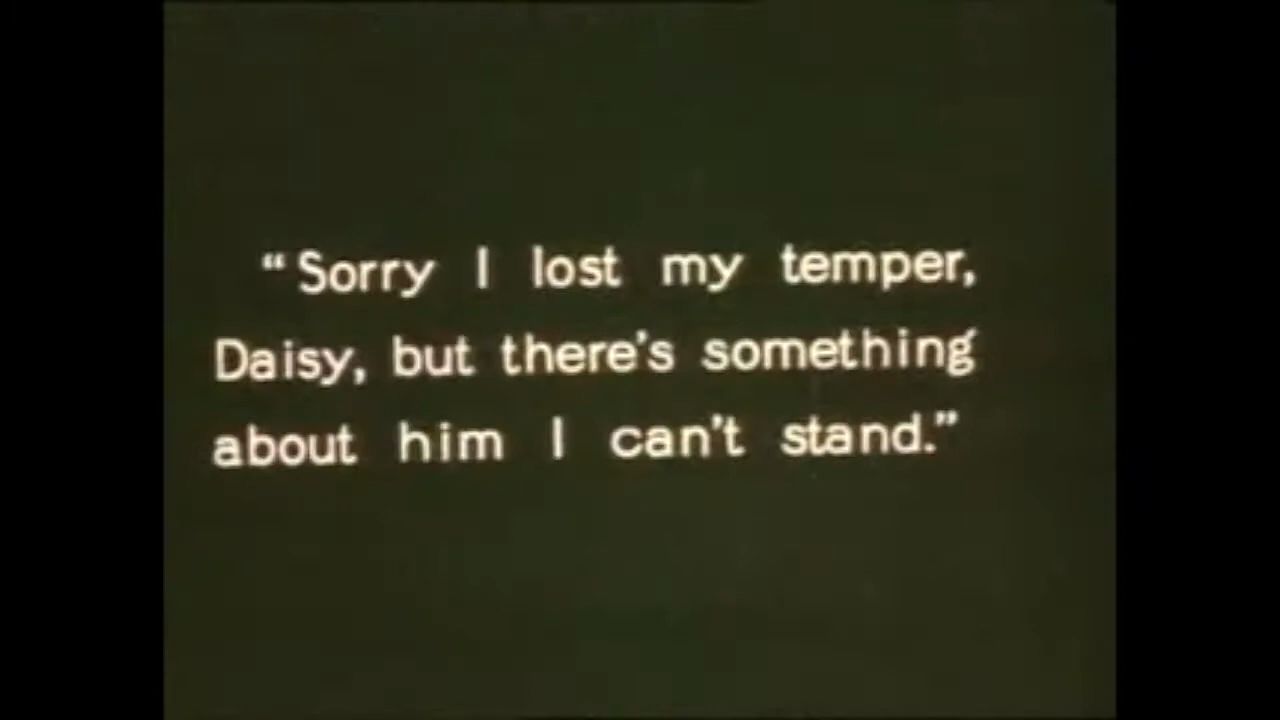 “Sorry I lost my temper,
Daisy, but there's something
about him I can't stand.”